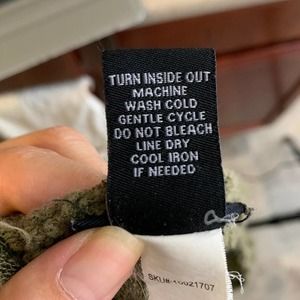 TURN INSIDE OUT
MACHINE
WASH COLD
GENTLE CYCLE
DO NOT BLEACH
LINE DRY
COOL IRON
IF NEEDED